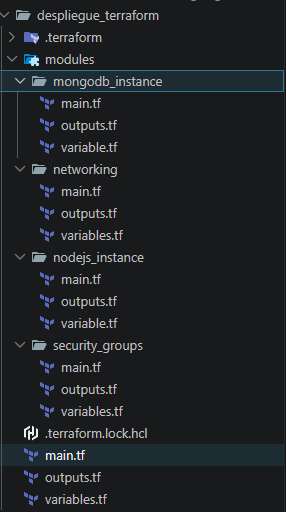 despliegue_terraform
.terraform
modules
mongodb_instance
main.tf
outputs.tf
variable.tf
networking
main.tf
outputs.tf
variables.tf
nodejs_instance
main.tf
outputs.tf
variable.tf
security_groups
main.tf
outputs.tf
variables.tf
.terraform.lock.hcl
main.tf
outputs.tf
variables.tf